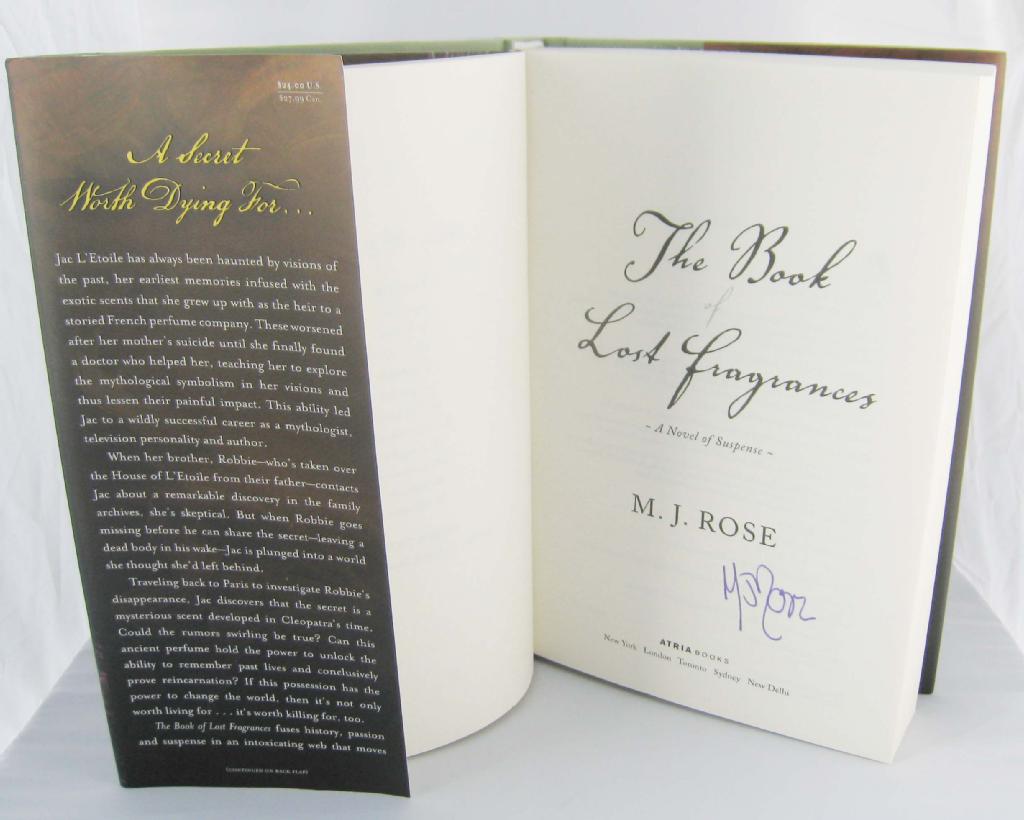 $24.00 U.S.
$27.99 Can.
A Secret
Worth Dying For...
Jac L'Etoile has always been haunted by visions of
the past, her earliest memories infused with the
exotic scents that she grew up with as the heir to a
storied French perfume company. These worsened
after her mother's suicide until she finally found
a doctor who helped her, teaching her to explore
the mythological symbolism in her visions and
thus lessen their painful impact. This ability led
Jac to a wildly successful career as a mythologist,
television personality and author.
When her brother, Robbie—who's taken over
the House of L'Etoile from their father—contacts
Jac about a remarkable discovery in the family
archives, she's skeptical. But when Robbie goes
missing before he can share the secret—leaving a
dead body in his wake—Jac is plunged into a world
she thought she'd left behind.
Traveling back to Paris to investigate Robbie's
disappearance, Jac discovers that the secret is a
mysterious scent developed in Cleopatra's time.
Could the rumors swirling be true? Can this
ancient perfume hold the power to unlock the
ability to remember past lives and conclusively
prove reincarnation? If this possession has the
power to change the world, then it's not only
worth living for . . . it's worth killing for, too.
The Book of Lost Fragrances fuses history, passion
and suspense in an intoxicating web that moves
(CONTINUED ON BACK FLAP)
The Book
of
Lost Fragrances
~ A Novel of Suspense ~
M. J. ROSE
MJ Rose
ATRIA BOOKS
New York London Toronto Sydney New Delhi